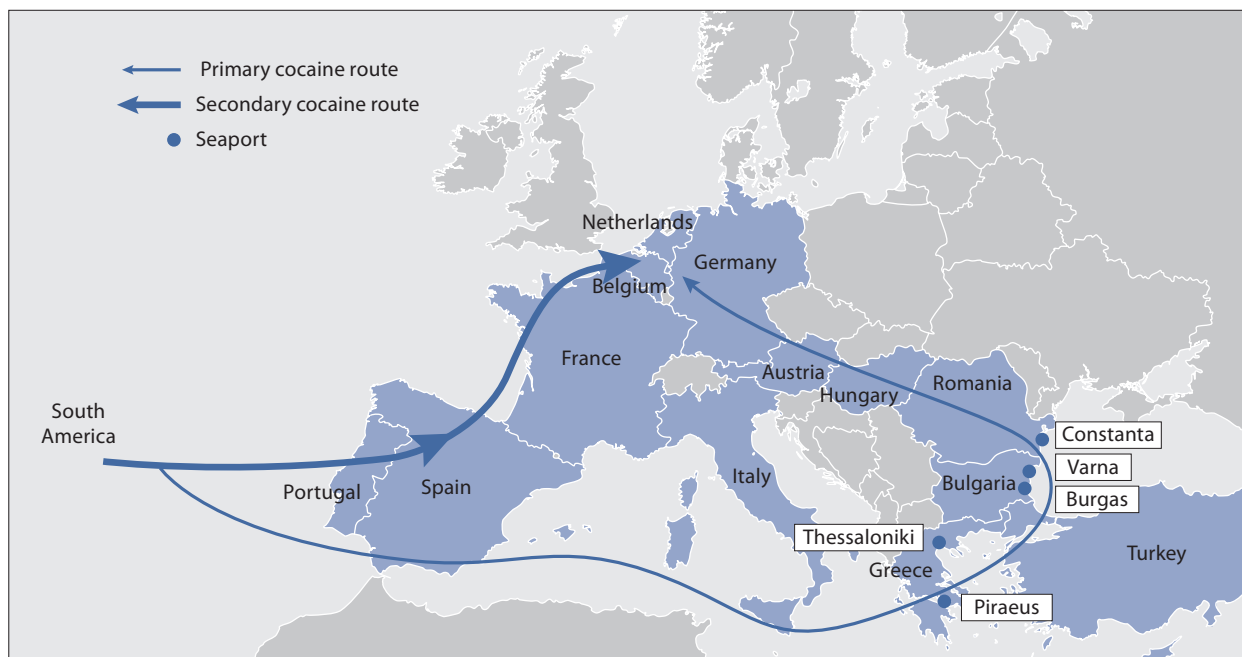 Primary cocaine route
Secondary cocaine route
Seaport
Netherlands
Germany
Belgium
France
Austria
Hungary
Romania
South
America
Constanta
Varna
Bulgaria
Burgas
Portugal
Spain
Italy
Thessaloniki
Greece
Turkey
Piraeus